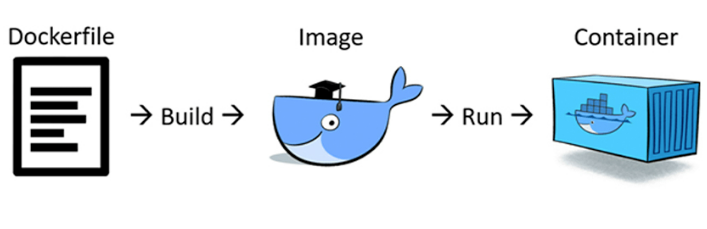 Dockerfile
Image
Container
→ Build →
→ Run →